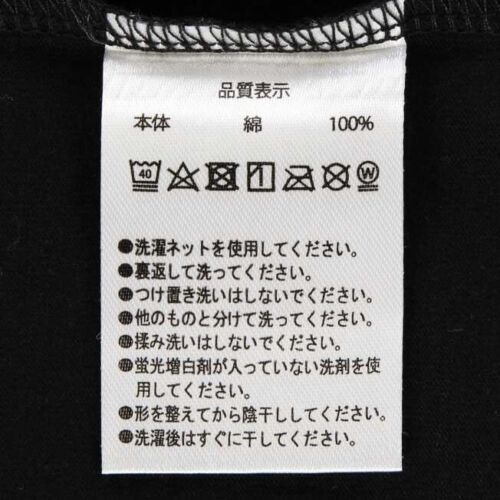 品質表示
本体 綿 100%
40 W
●洗濯ネットを使用してください。
●裏返して洗ってください。
●つけ置き洗いはしないでください。
●他のものと分けて洗ってください。
●揉み洗いはしないでください。
●蛍光増白剤が入っていない洗剤を使
用してください。
●形を整えてから陰干ししてください。
●洗濯後はすぐに干してください。